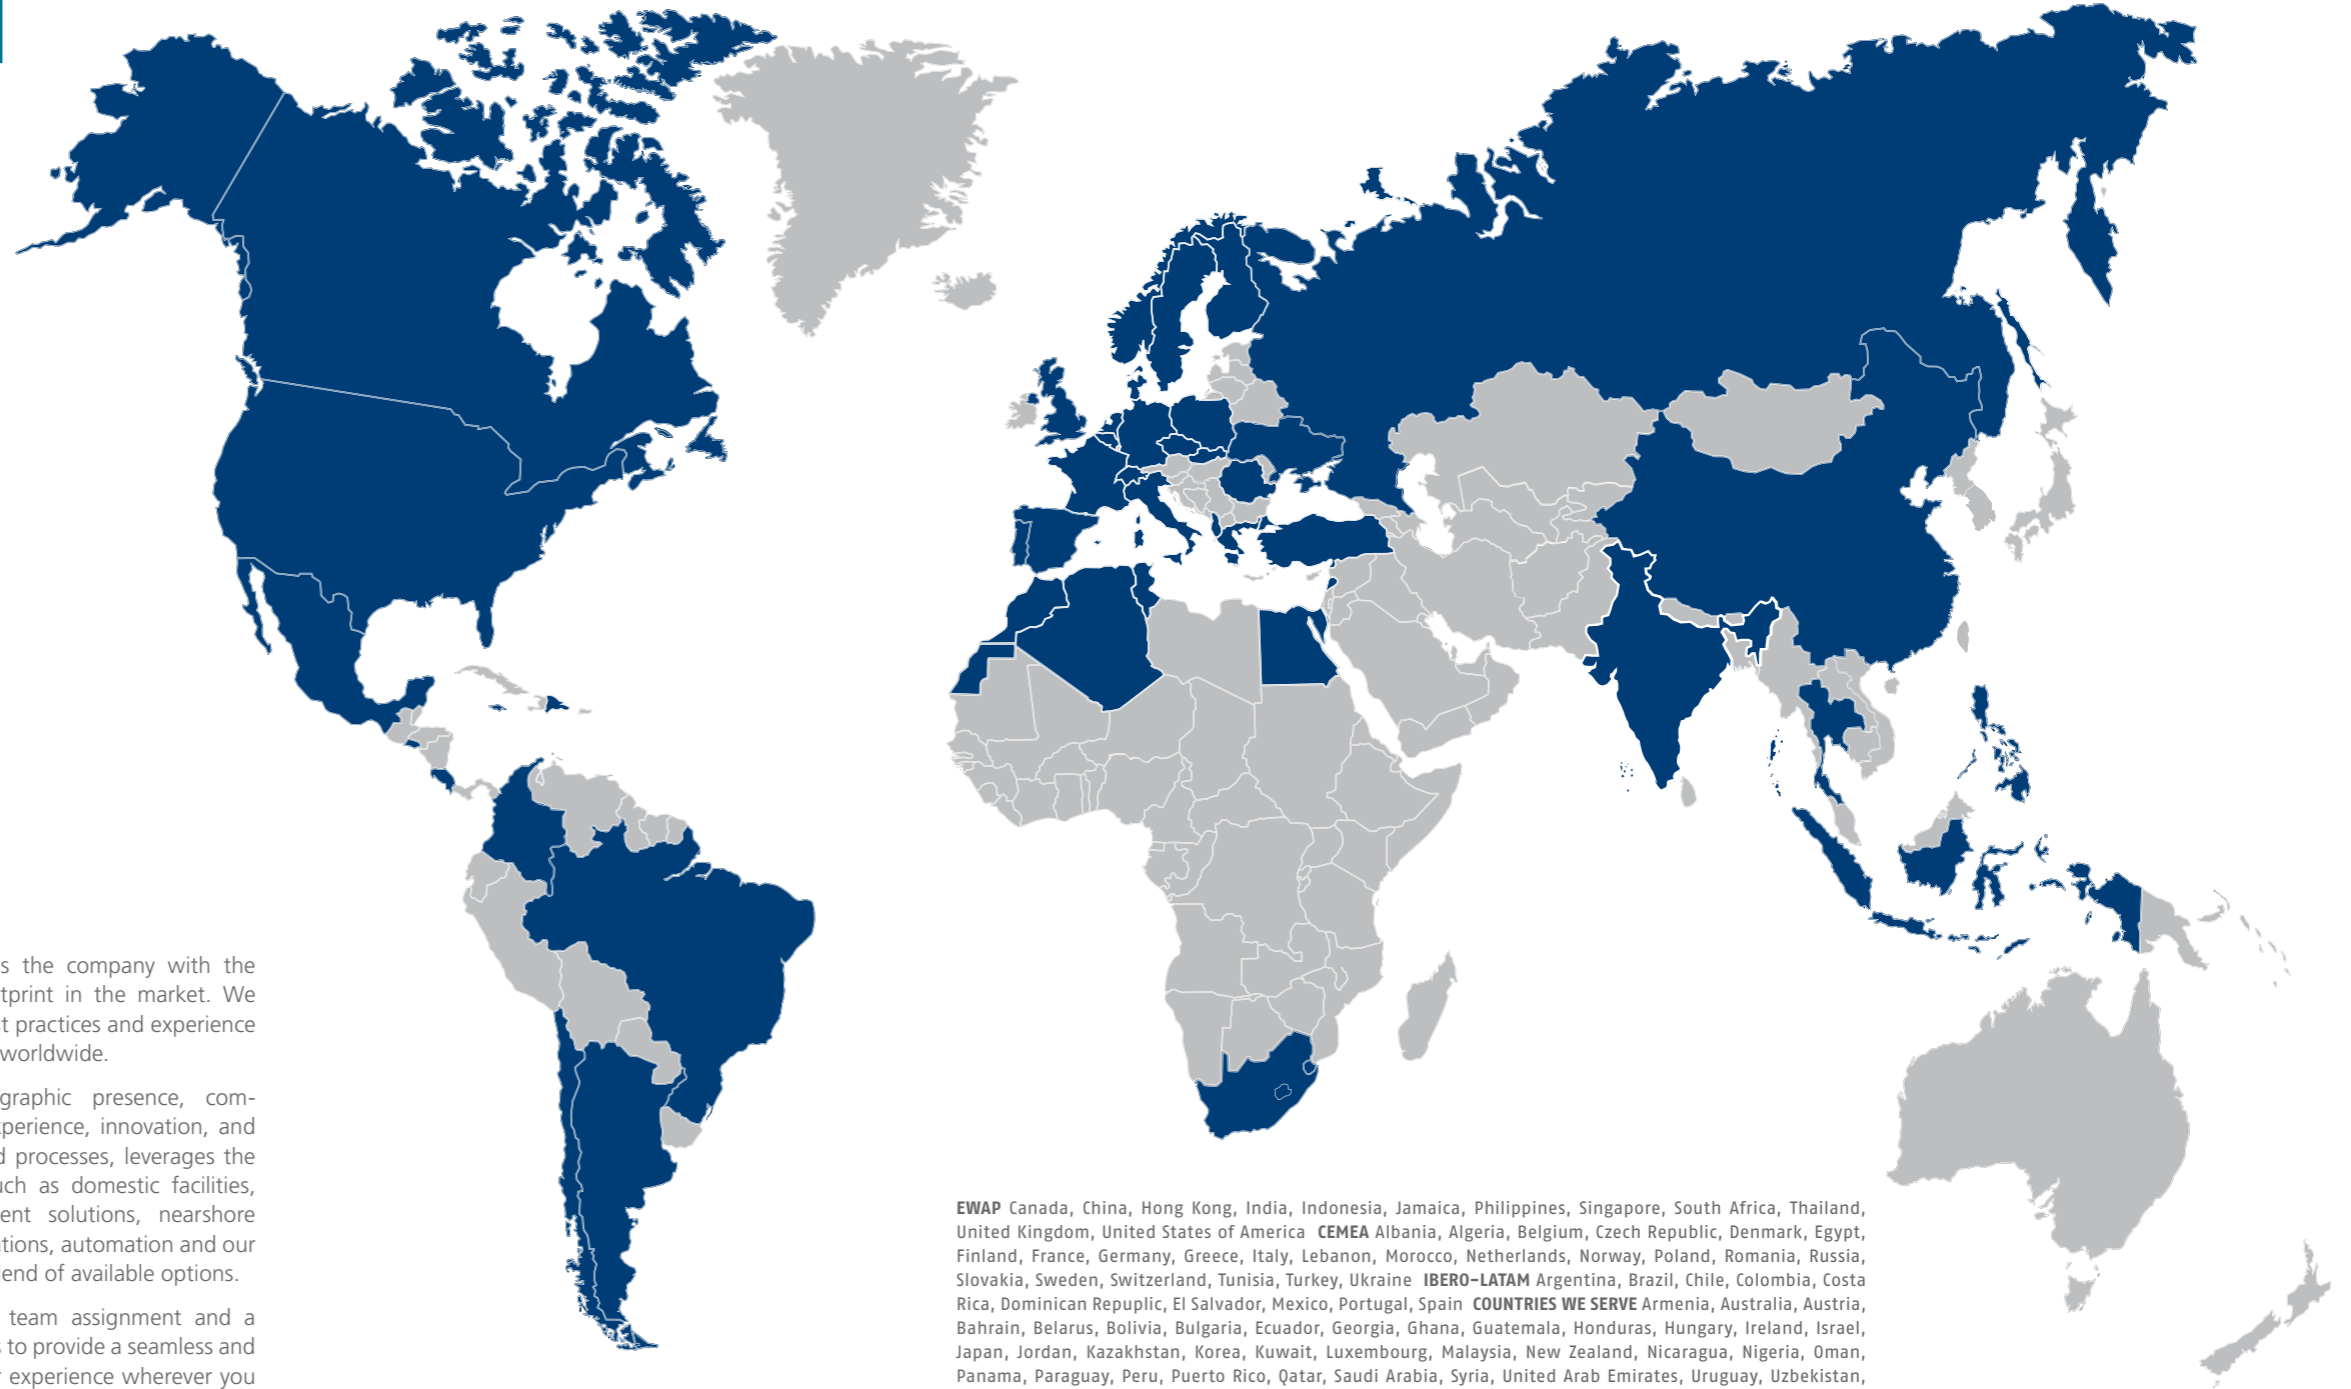 s the company with the
tprint in the market. We
st practices and experience
worldwide.
graphic presence, com-
xperience, innovation, and
d processes, leverages the
uch as domestic facilities,
ent solutions, nearshore
ations, automation and our
lend of available options.
team assignment and a
s to provide a seamless and
r experience wherever you
EWAP Canada, China, Hong Kong, India, Indonesia, Jamaica, Philippines, Singapore, South Africa, Thailand,
United Kingdom, United States of America CEMEA Albania, Algeria, Belgium, Czech Republic, Denmark, Egypt,
Finland, France, Germany, Greece, Italy, Lebanon, Morocco, Netherlands, Norway, Poland, Romania, Russia,
Slovakia, Sweden, Switzerland, Tunisia, Turkey, Ukraine IBERO-LATAM Argentina, Brazil, Chile, Colombia, Costa
Rica, Dominican Repuplic, El Salvador, Mexico, Portugal, Spain COUNTRIES WE SERVE Armenia, Australia, Austria,
Bahrain, Belarus, Bolivia, Bulgaria, Ecuador, Georgia, Ghana, Guatemala, Honduras, Hungary, Ireland, Israel,
Japan, Jordan, Kazakhstan, Korea, Kuwait, Luxembourg, Malaysia, New Zealand, Nicaragua, Nigeria, Oman,
Panama, Paraguay, Peru, Puerto Rico, Qatar, Saudi Arabia, Syria, United Arab Emirates, Uruguay, Uzbekistan,